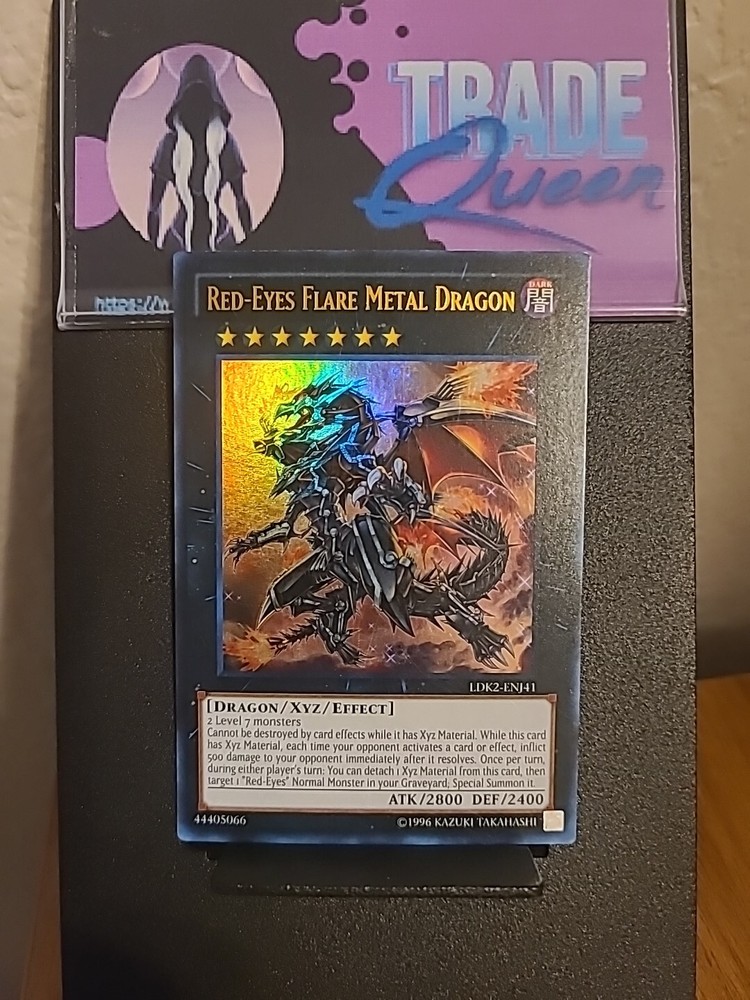 TRADE
Queen
https://w
RED-EYES FLARE METAL DRAGON
DARK
闇
LDK2-ENJ41
[DRAGON/XYZ/EFFECT]
2 Level 7 monsters
Cannot be destroyed by card effects while it has Xyz Material. While this card
has Xyz Material, each time your opponent activates a card or effect, inflict
500 damage to your opponent immediately after it resolves. Once per turn,
during either player's turn: You can detach 1 Xyz Material from this card, then
target 1 "Red-Eyes" Normal Monster in your Graveyard; Special Summon it.
ATK/2800 DEF/2400
44405066
©1996 KAZUKI TAKAHASHI